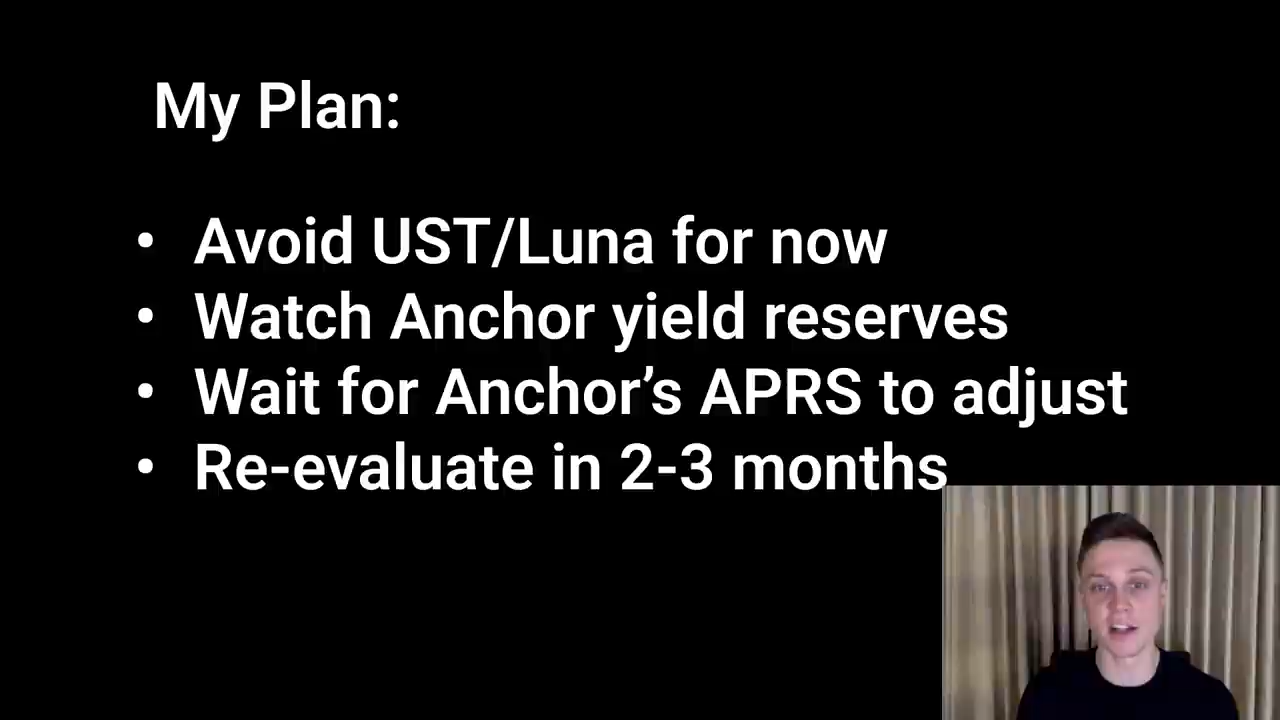 My Plan:
• Avoid UST/Luna for now
• Watch Anchor yield reserves
• Wait for Anchor’s APRS to adjust
• Re-evaluate in 2-3 months